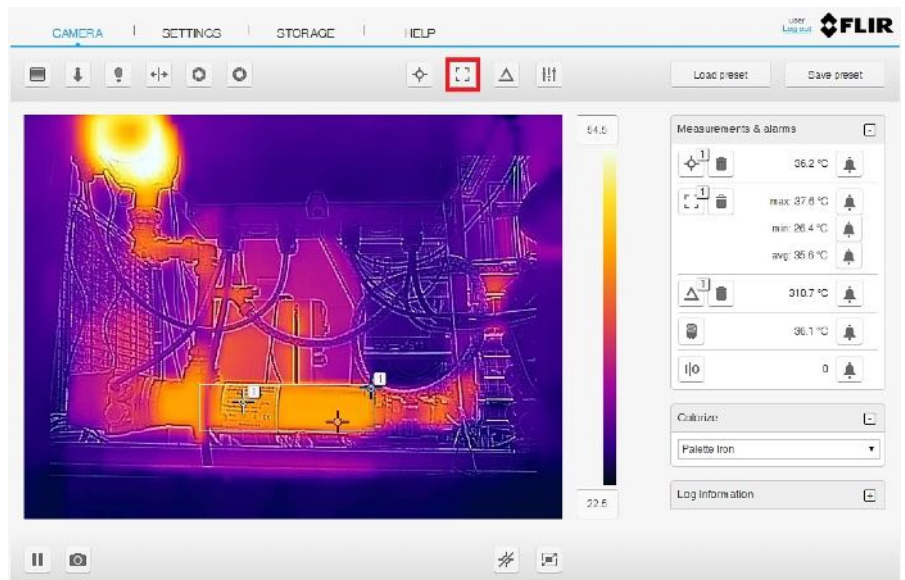 CAMERA SETTINGS STORAGE HELP
User
Log out
FLIR
Load preset Save preset
54.5
Measurements & alarms
1 36.2 °C
1 max: 37.6 °C
min: 26.4 °C
avg: 35.6 °C
1 310.7 °C
36.1 °C
I|O 0
1
1
Colorize
Palette Iron
Log information
22.5